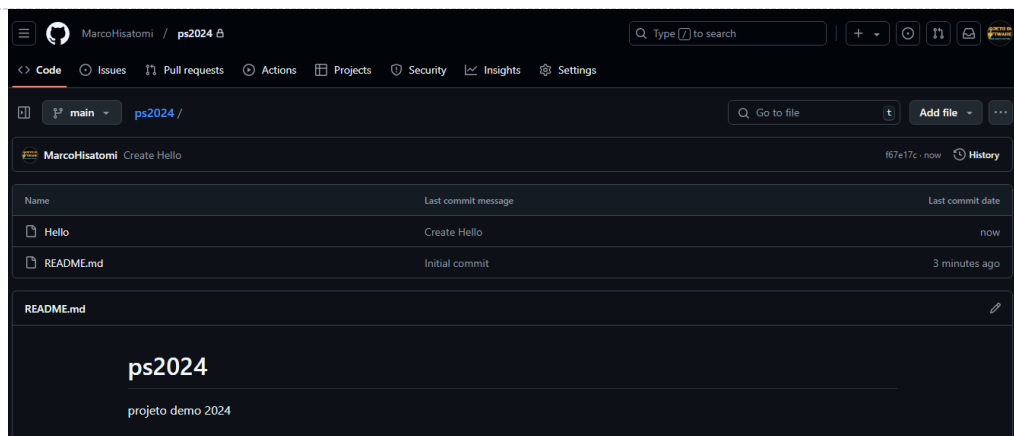 MarcoHisatomi / ps2024 Type / to search
Code Issues Pull requests Actions Projects Security Insights Settings
main ps2024 / Go to file t Add file
MarcoHisatomi Create Hello f67e17c · now History
Name Last commit message Last commit date
Hello Create Hello now
README.md Initial commit 3 minutes ago
README.md
ps2024
projeto demo 2024